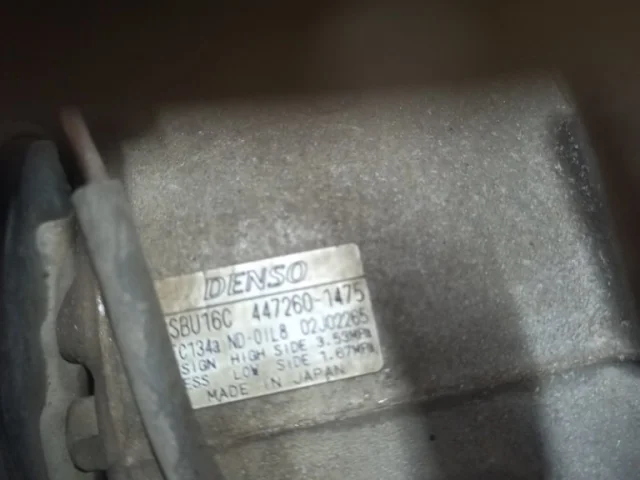 DENSO
SBU16C 447260-1475
C134a ND-OIL8 02J02265
SIGN HIGH SIDE 3.53MPa
ESS LOW SIDE 1.67MPa
MADE IN JAPAN